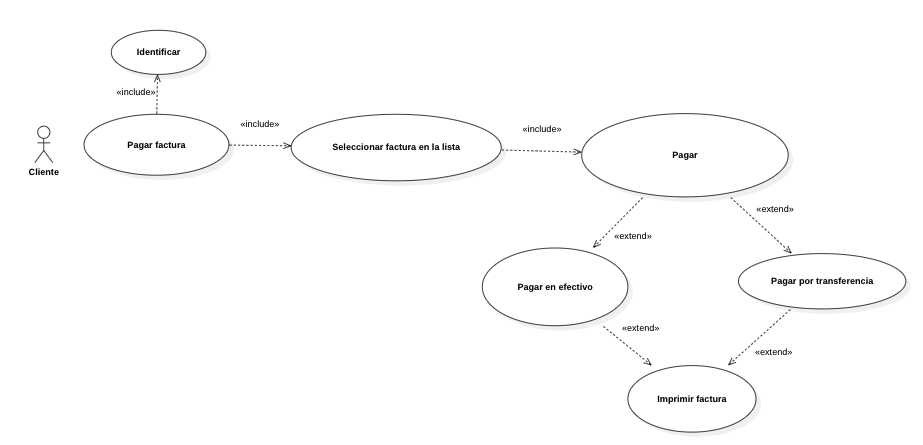 Identificar
«include»
«include»
«include»
Pagar factura
Seleccionar factura en la lista
Pagar
Cliente
«extend»
«extend»
Pagar en efectivo
Pagar por transferencia
«extend»
«extend»
Imprimir factura